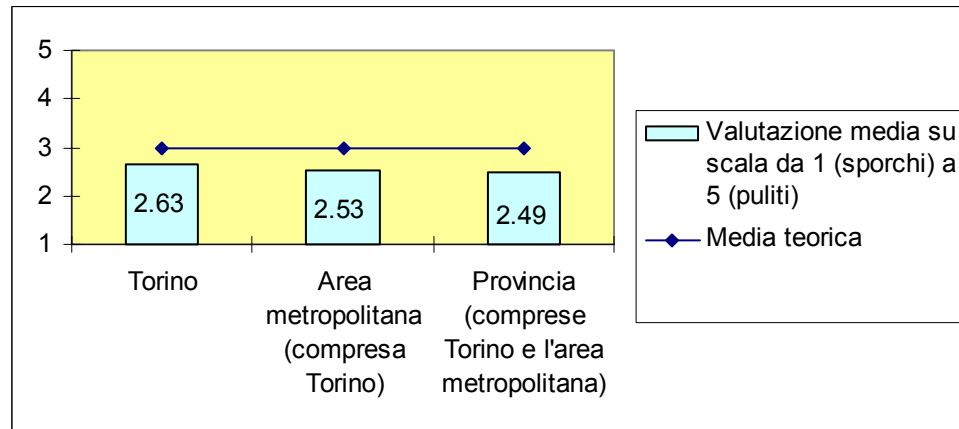 5
4
3
2
1
2.63
2.53
2.49
Torino
Area
metropolitana
(compresa
Torino)
Provincia
(comprese
Torino e l'area
metropolitana)
Valutazione media su
scala da 1 (sporchi) a
5 (puliti)
Media teorica